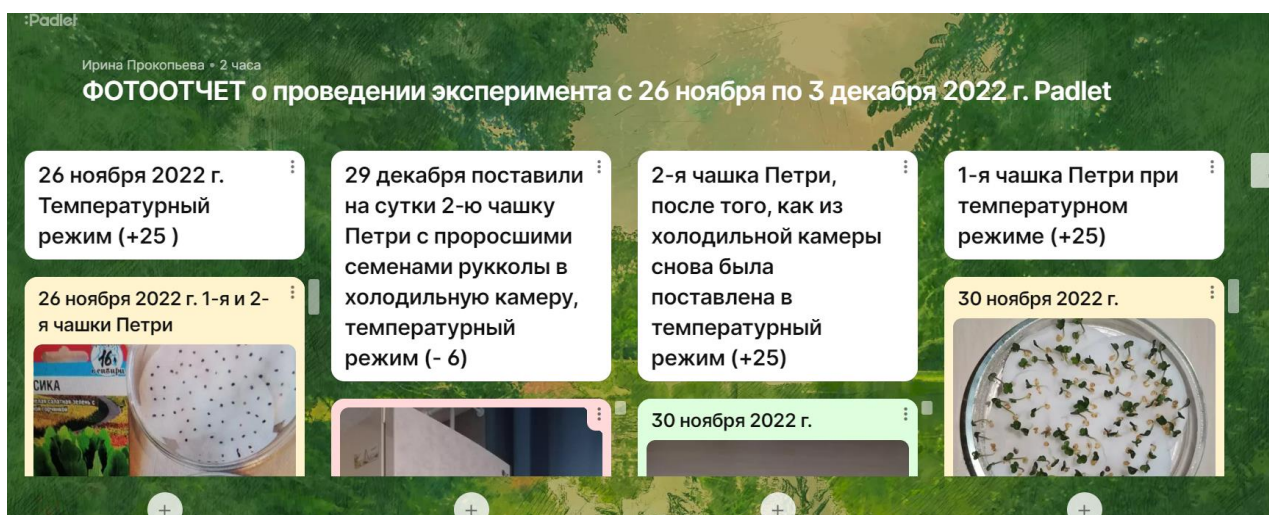 :Padlet
Ирина Прокопьева • 2 часа
ФОТООТЧЕТ о проведении эксперимента с 26 ноября по 3 декабря 2022 г. Padlet
26 ноября 2022 г.
Температурный
режим (+25 )
26 ноября 2022 г. 1-я и 2-
я чашки Петри
16+
СИКА
29 декабря поставили
на сутки 2-ю чашку
Петри с проросшими
семенами рукколы в
холодильную камеру,
температурный
режим (- 6)
2-я чашка Петри,
после того, как из
холодильной камеры
снова была
поставлена в
температурный
режим (+25)
30 ноября 2022 г.
1-я чашка Петри при
температурном
режиме (+25)
30 ноября 2022 г.